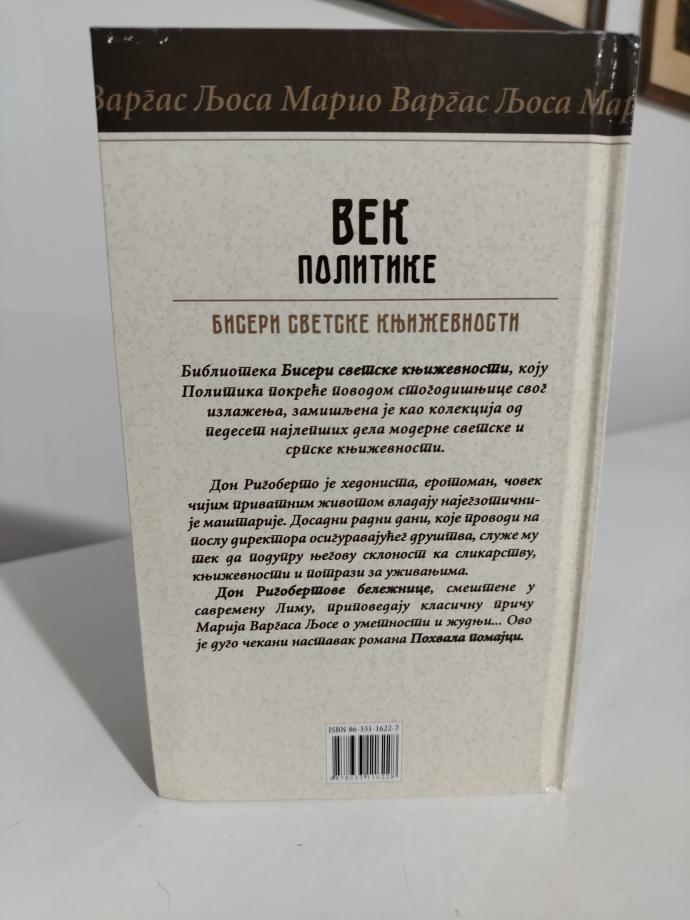 Варгас Љоса Марио Варгас Љоса Мар
ВЕК
ПОЛИТИКЕ
БИСЕРИ СВЕТСКЕ КЊИЖЕВНОСТИ
Библиотека Бисери светске књижевности, коју
Политика покреће поводом стогодишњице свог
излажења, замишљена је као колекција од
педесет најлепших дела модерне светске и
српске књижевности.
Дон Ригоберто је хедониста, еротоман, човек
чијим приватним животом владају најегзотични-
је маштарије. Досадни радни дани, које проводи на
послу директора осигуравајућег друштва, служе му
тек да подупру његову склоност ка сликарству,
књижевности и потрази за уживањима.
Дон Ригобертове бележнице, смештене у
савремену Лиму, приповедају класичну причу
Марија Варгаса Љосе о уметности и жудњи... Ово
је дуго чекани наставак романа Похвала помајци.
ISBN 86-331-1622-7
9788633116228